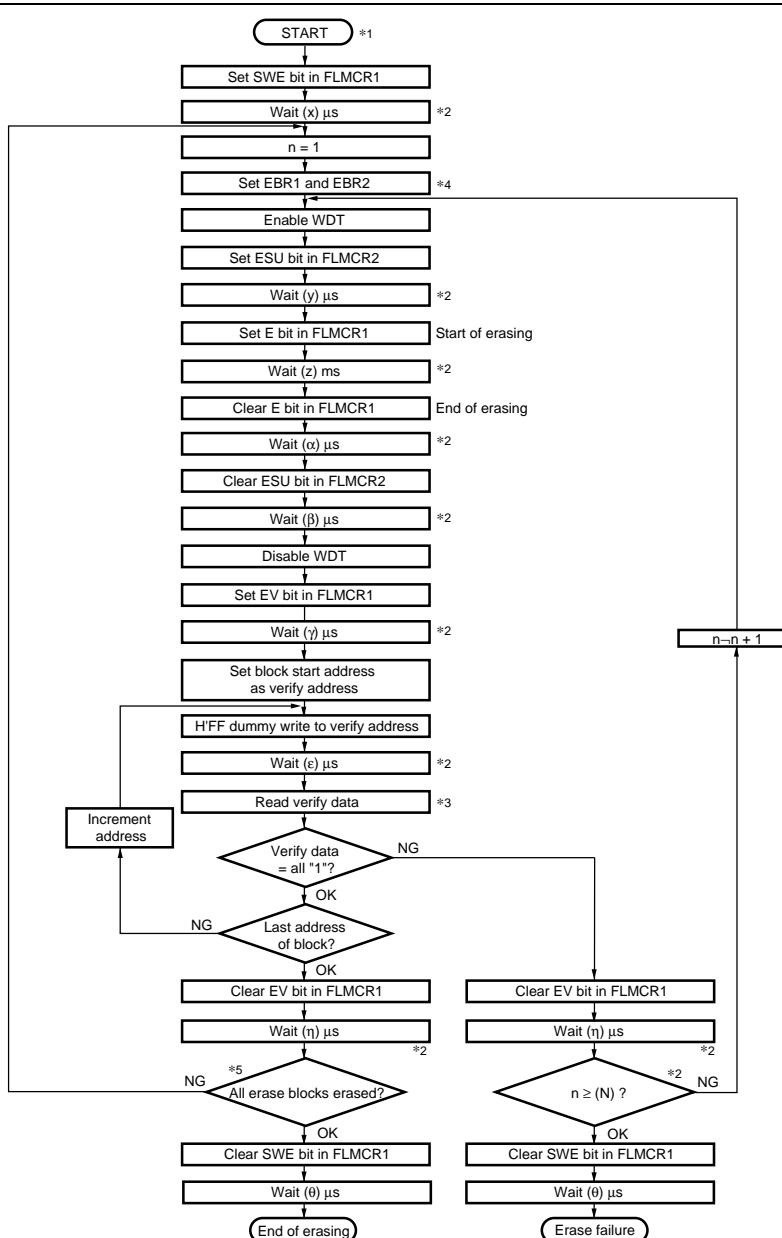 START *1
Set SWE bit in FLMCR1
Wait (x) μs *2
n = 1
Set EBR1 and EBR2 *4
Enable WDT
Set ESU bit in FLMCR2
Wait (y) μs *2
Set E bit in FLMCR1 Start of erasing
Wait (z) ms *2
Clear E bit in FLMCR1 End of erasing
Wait (α) μs *2
Clear ESU bit in FLMCR2
Wait (β) μs *2
Disable WDT
Set EV bit in FLMCR1
Wait (γ) μs *2
n¬n + 1
Set block start address
as verify address
H'FF dummy write to verify address
Wait (ε) μs *2
Read verify data *3
Increment
address
Verify data
= all "1"?
NG
OK
NG
Last address
of block?
OK
Clear EV bit in FLMCR1
Wait (η) μs
*2
*5
NG
All erase blocks erased?
OK
Clear SWE bit in FLMCR1
Wait (θ) μs
End of erasing
Clear EV bit in FLMCR1
Wait (η) μs
*2
*2
n ≥ (N) ?
NG
OK
Clear SWE bit in FLMCR1
Wait (θ) μs
Erase failure